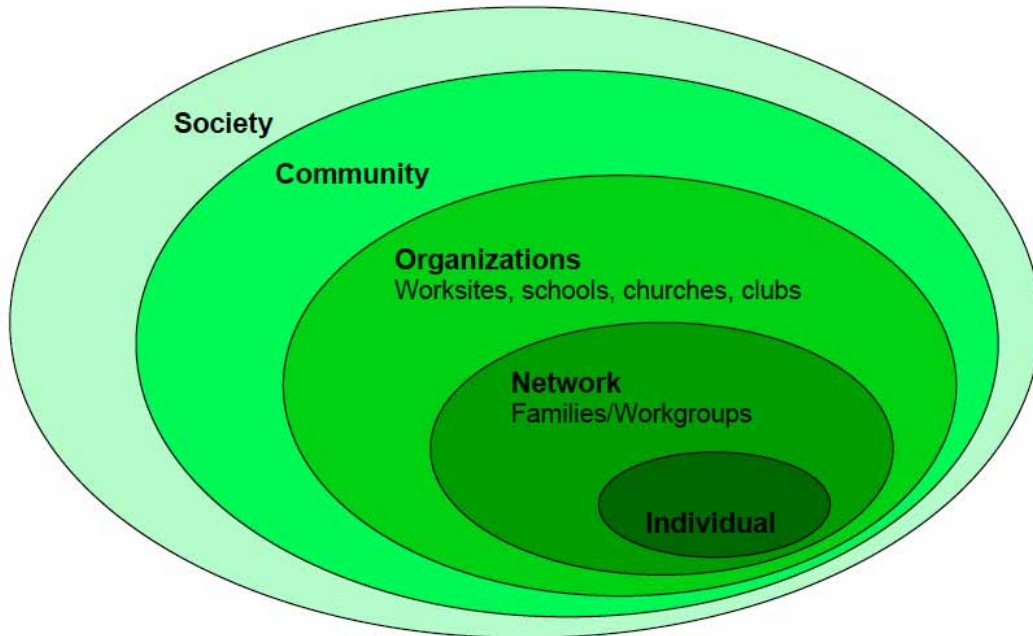 Society
Community
Organizations
Worksites, schools, churches, clubs
Network
Families/Workgroups
Individual